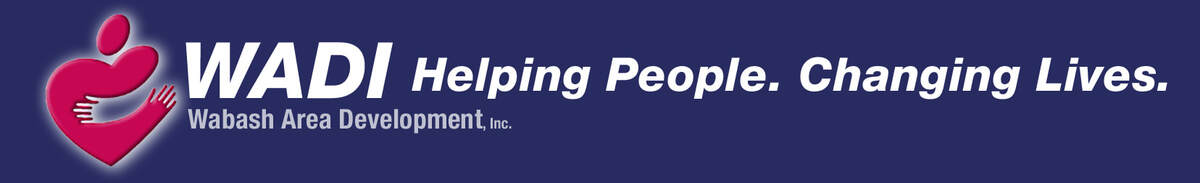 WADI Helping People. Changing Lives.
Wabash Area Development, Inc.